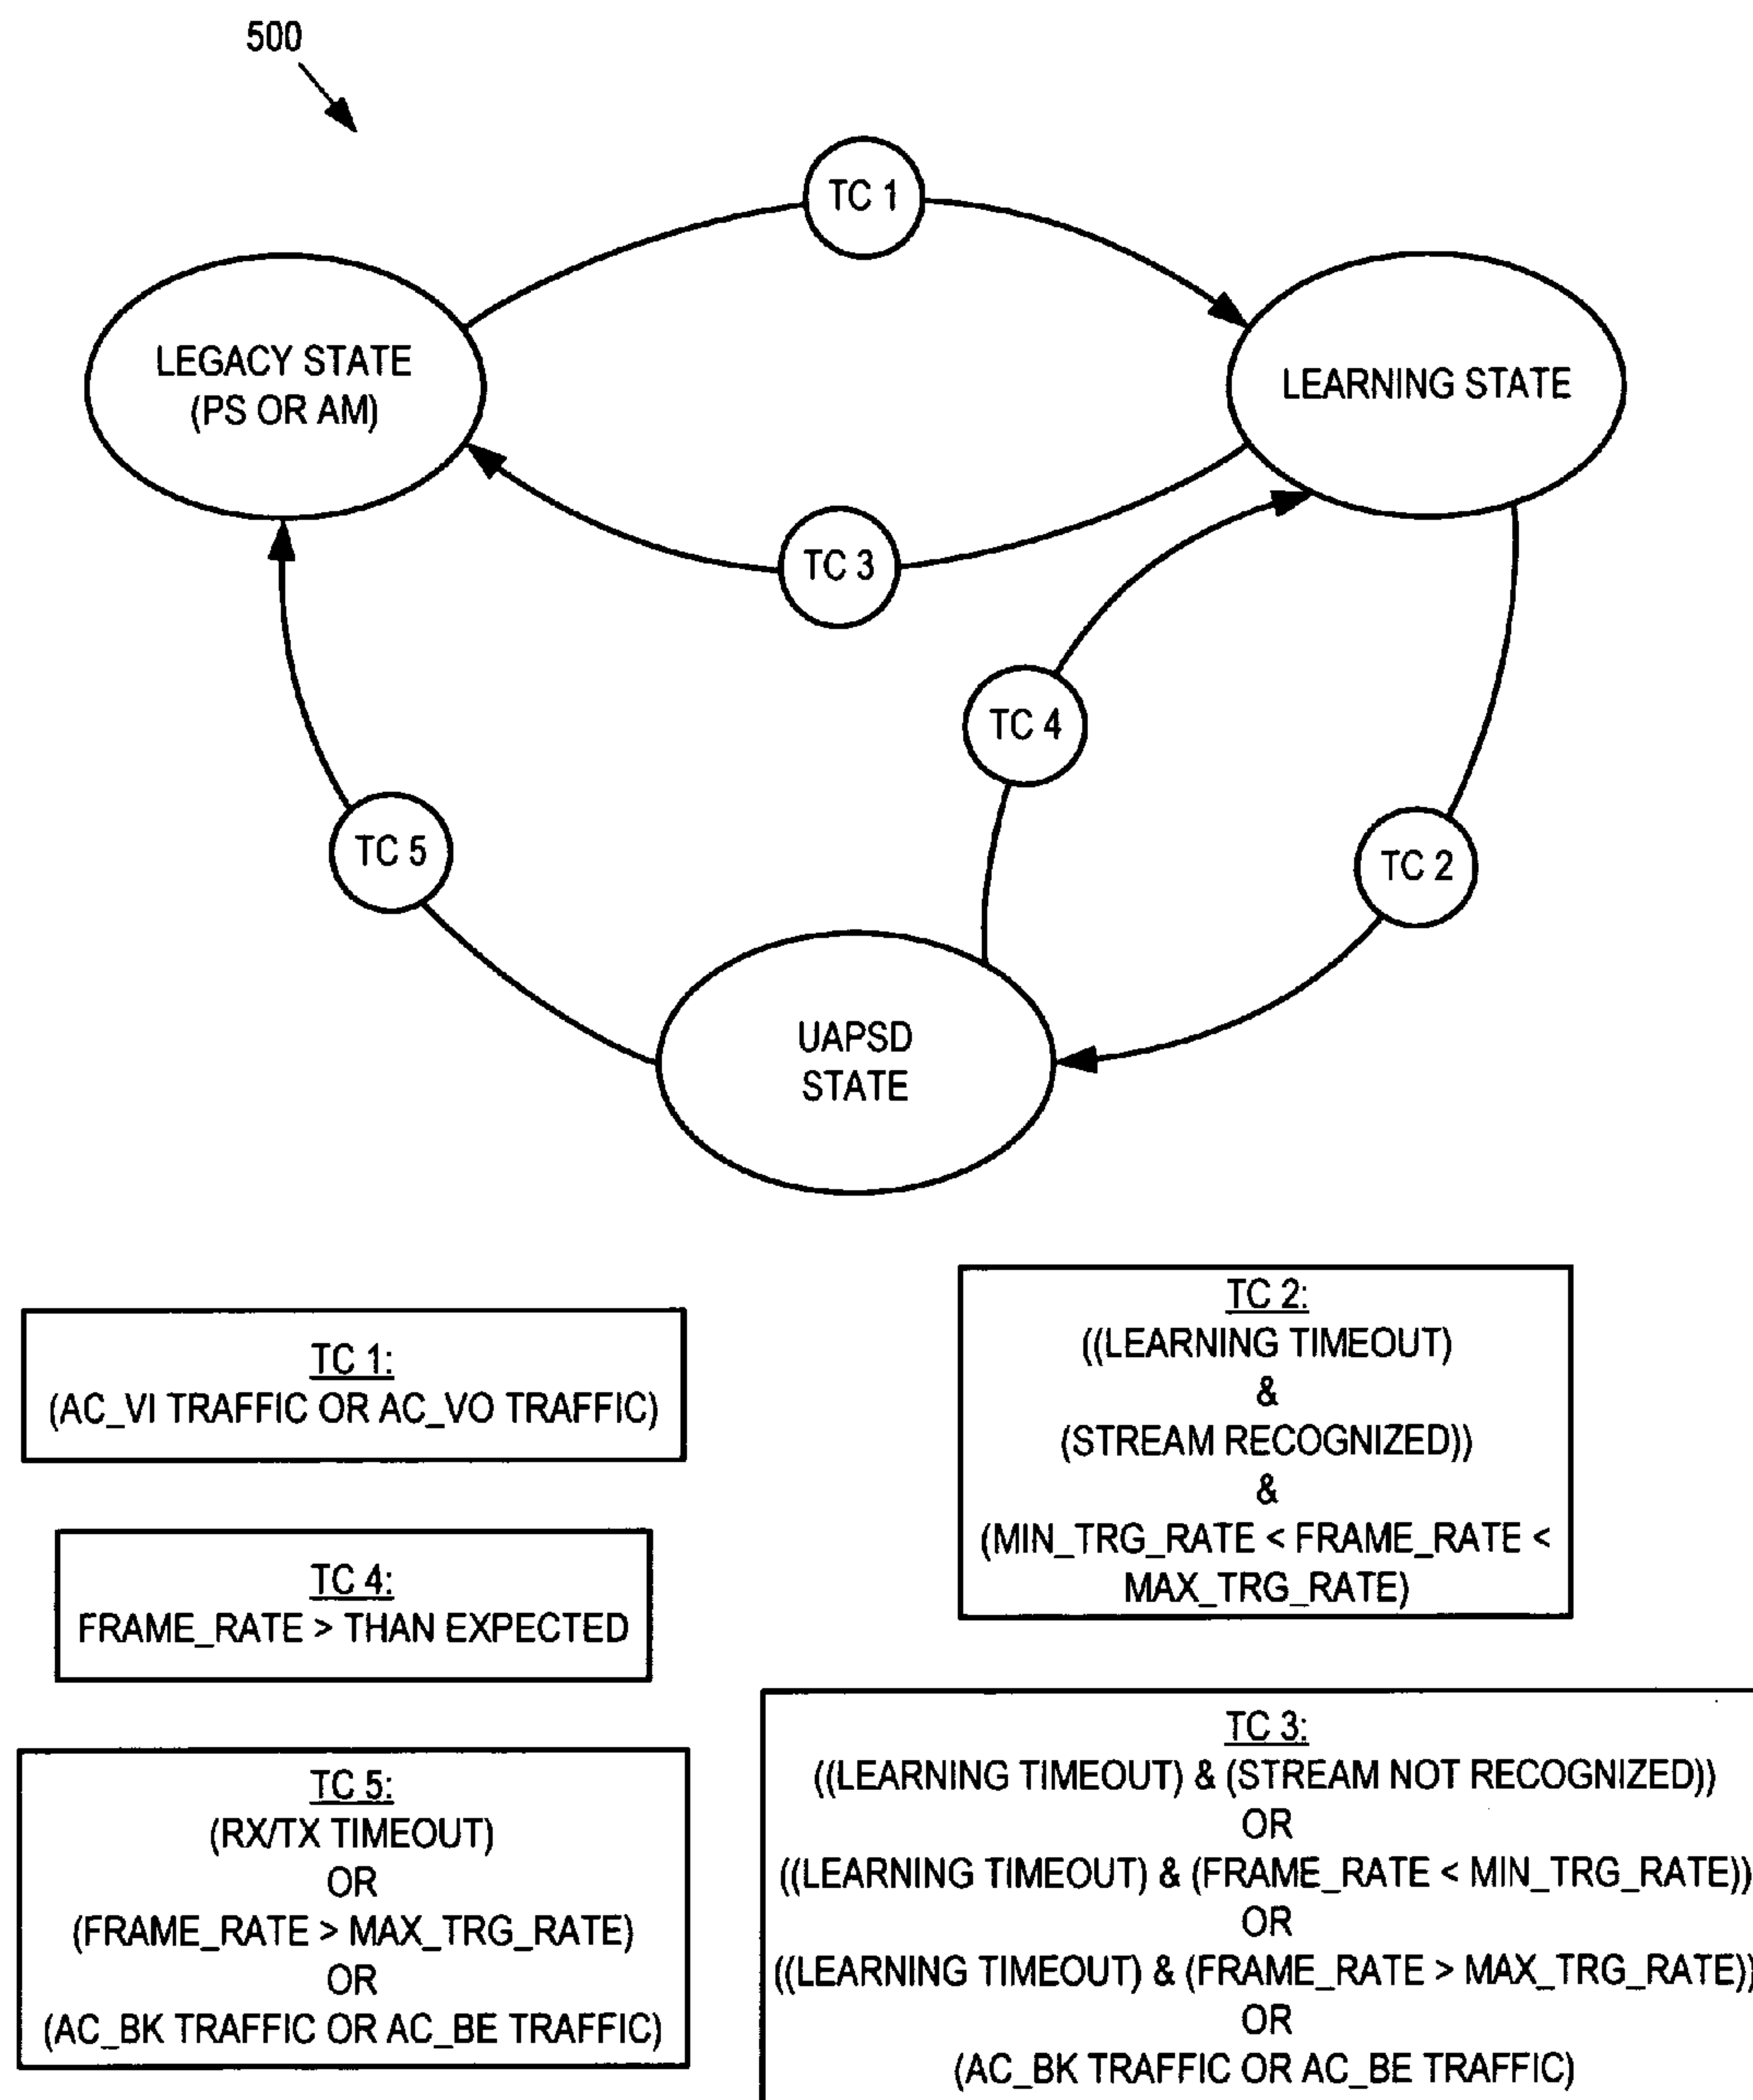 500
TC 1
LEGACY STATE
(PS OR AM)
LEARNING STATE
TC 3
TC 4
TC 5
TC 2
UAPSD
STATE
TC 1:
(AC_VI TRAFFIC OR AC_VO TRAFFIC)
TC 2:
((LEARNING TIMEOUT)
&
(STREAM RECOGNIZED))
&
(MIN_TRG_RATE < FRAME_RATE <
MAX_TRG_RATE)
TC 4:
FRAME_RATE > THAN EXPECTED
TC 3:
((LEARNING TIMEOUT) & (STREAM NOT RECOGNIZED))
OR
((LEARNING TIMEOUT) & (FRAME_RATE < MIN_TRG_RATE))
OR
((LEARNING TIMEOUT) & (FRAME_RATE > MAX_TRG_RATE))
OR
(AC_BK TRAFFIC OR AC_BE TRAFFIC)
TC 5:
(RX/TX TIMEOUT)
OR
(FRAME_RATE > MAX_TRG_RATE)
OR
(AC_BK TRAFFIC OR AC_BE TRAFFIC)